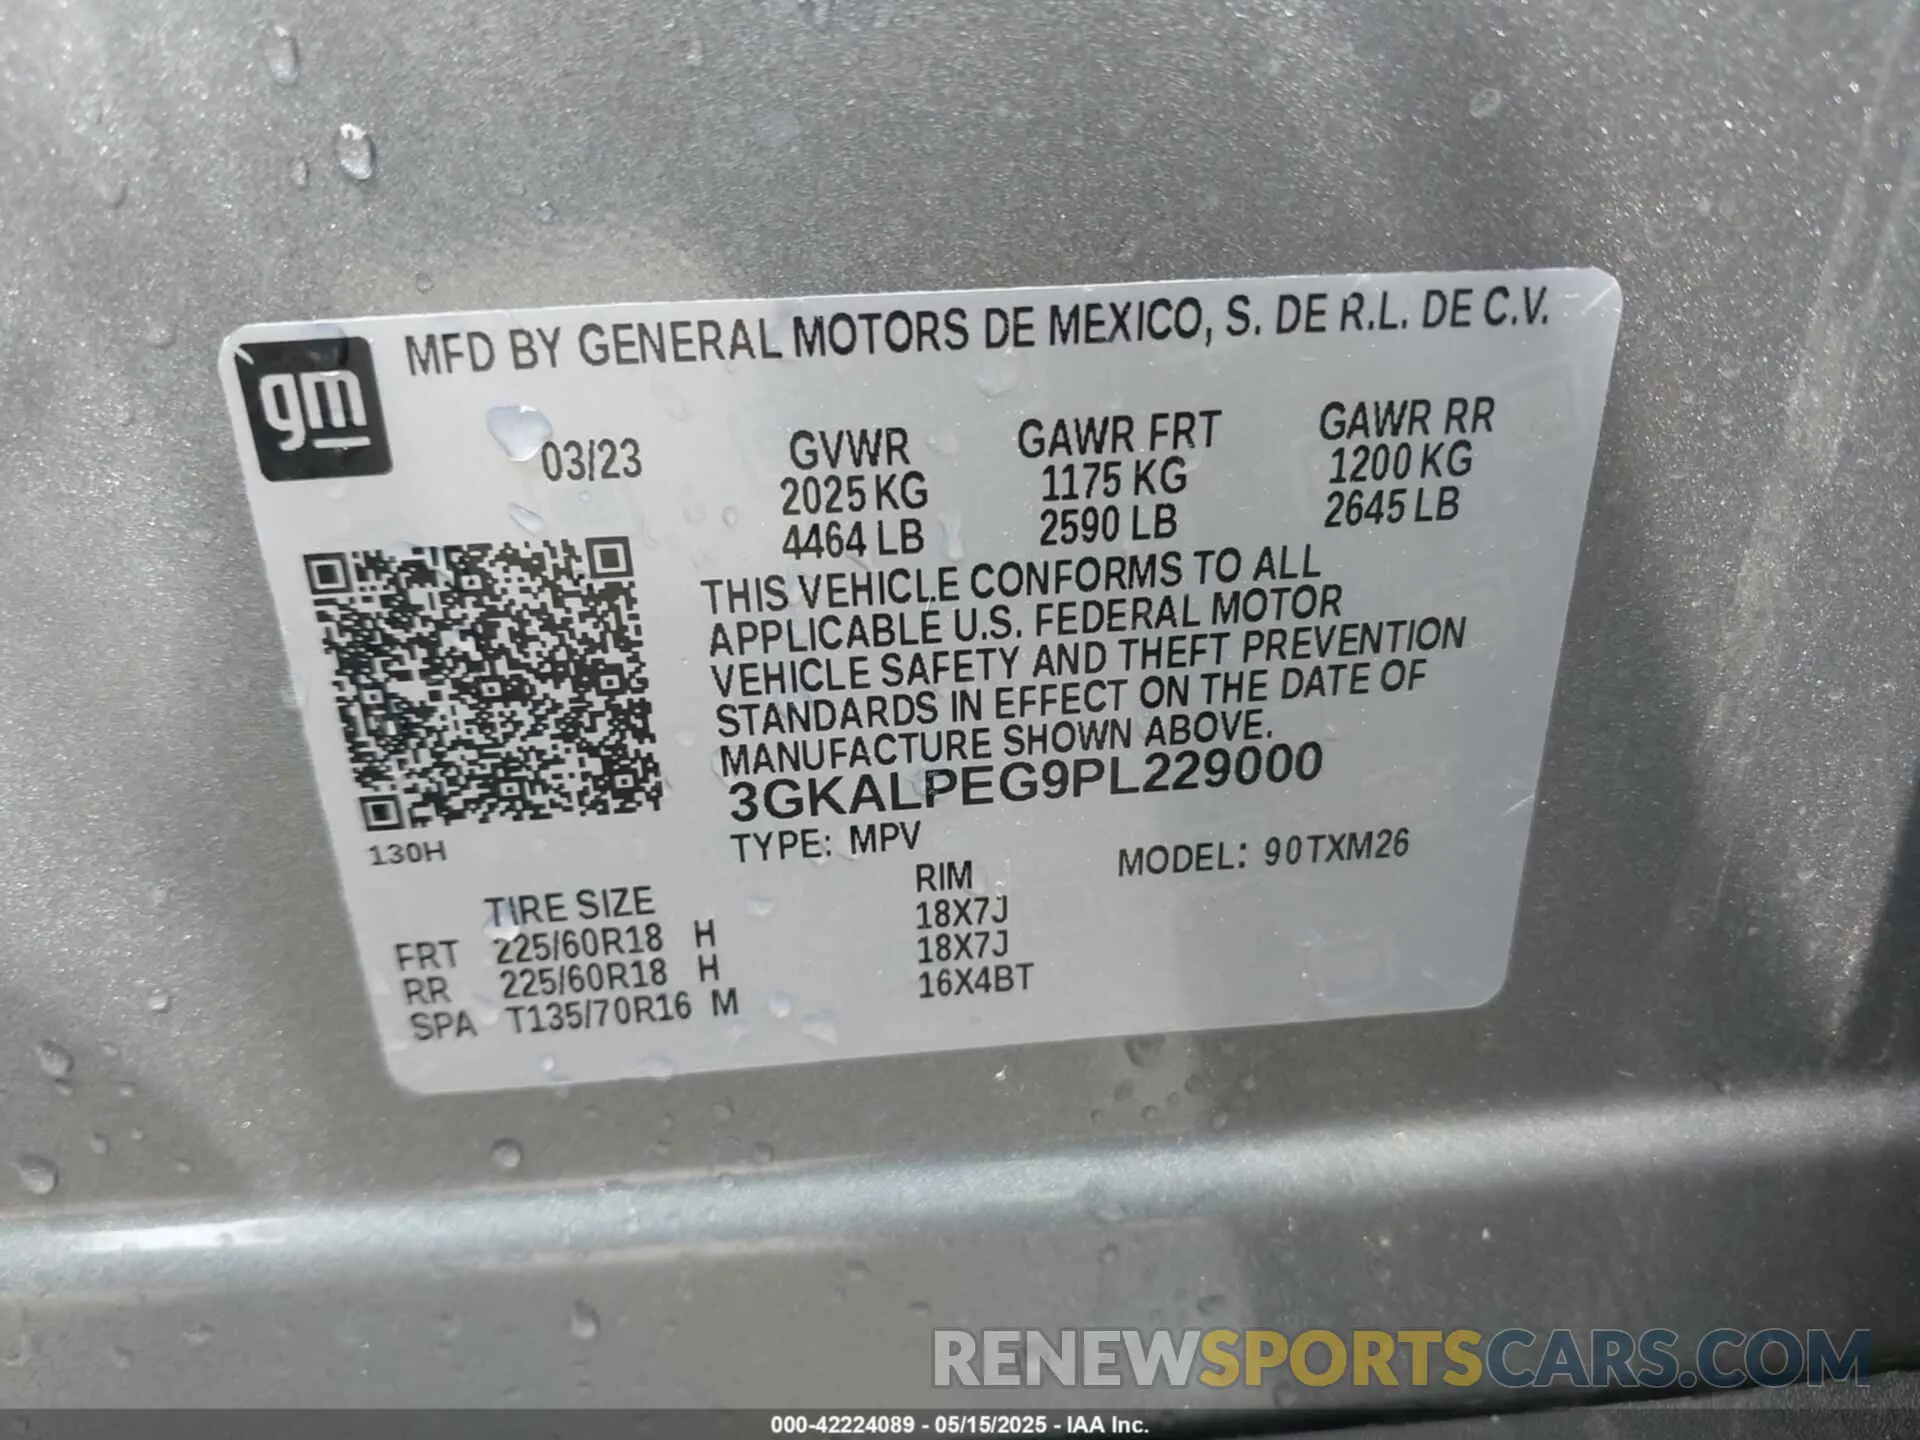 MFD BY GENERAL MOTORS DE MEXICO, S. DE R.L. DE C.V.
gm
03/23
GVWR GAWR FRT GAWR RR
2025 KG 1175 KG 1200 KG
4464 LB 2590 LB 2645 LB
THIS VEHICLE CONFORMS TO ALL
APPLICABLE U.S. FEDERAL MOTOR
VEHICLE SAFETY AND THEFT PREVENTION
STANDARDS IN EFFECT ON THE DATE OF
MANUFACTURE SHOWN ABOVE.
3GKALPEG9PL229000
130H
TYPE: MPV MODEL: 90TXM26
TIRE SIZE RIM
FRT 225/60R18 H 18X7J
RR 225/60R18 H 18X7J
SPA T135/70R16 M 16X4BT
RENEWSPORTSCARS.COM
000-42224089 - 05/15/2025 - IAA Inc.